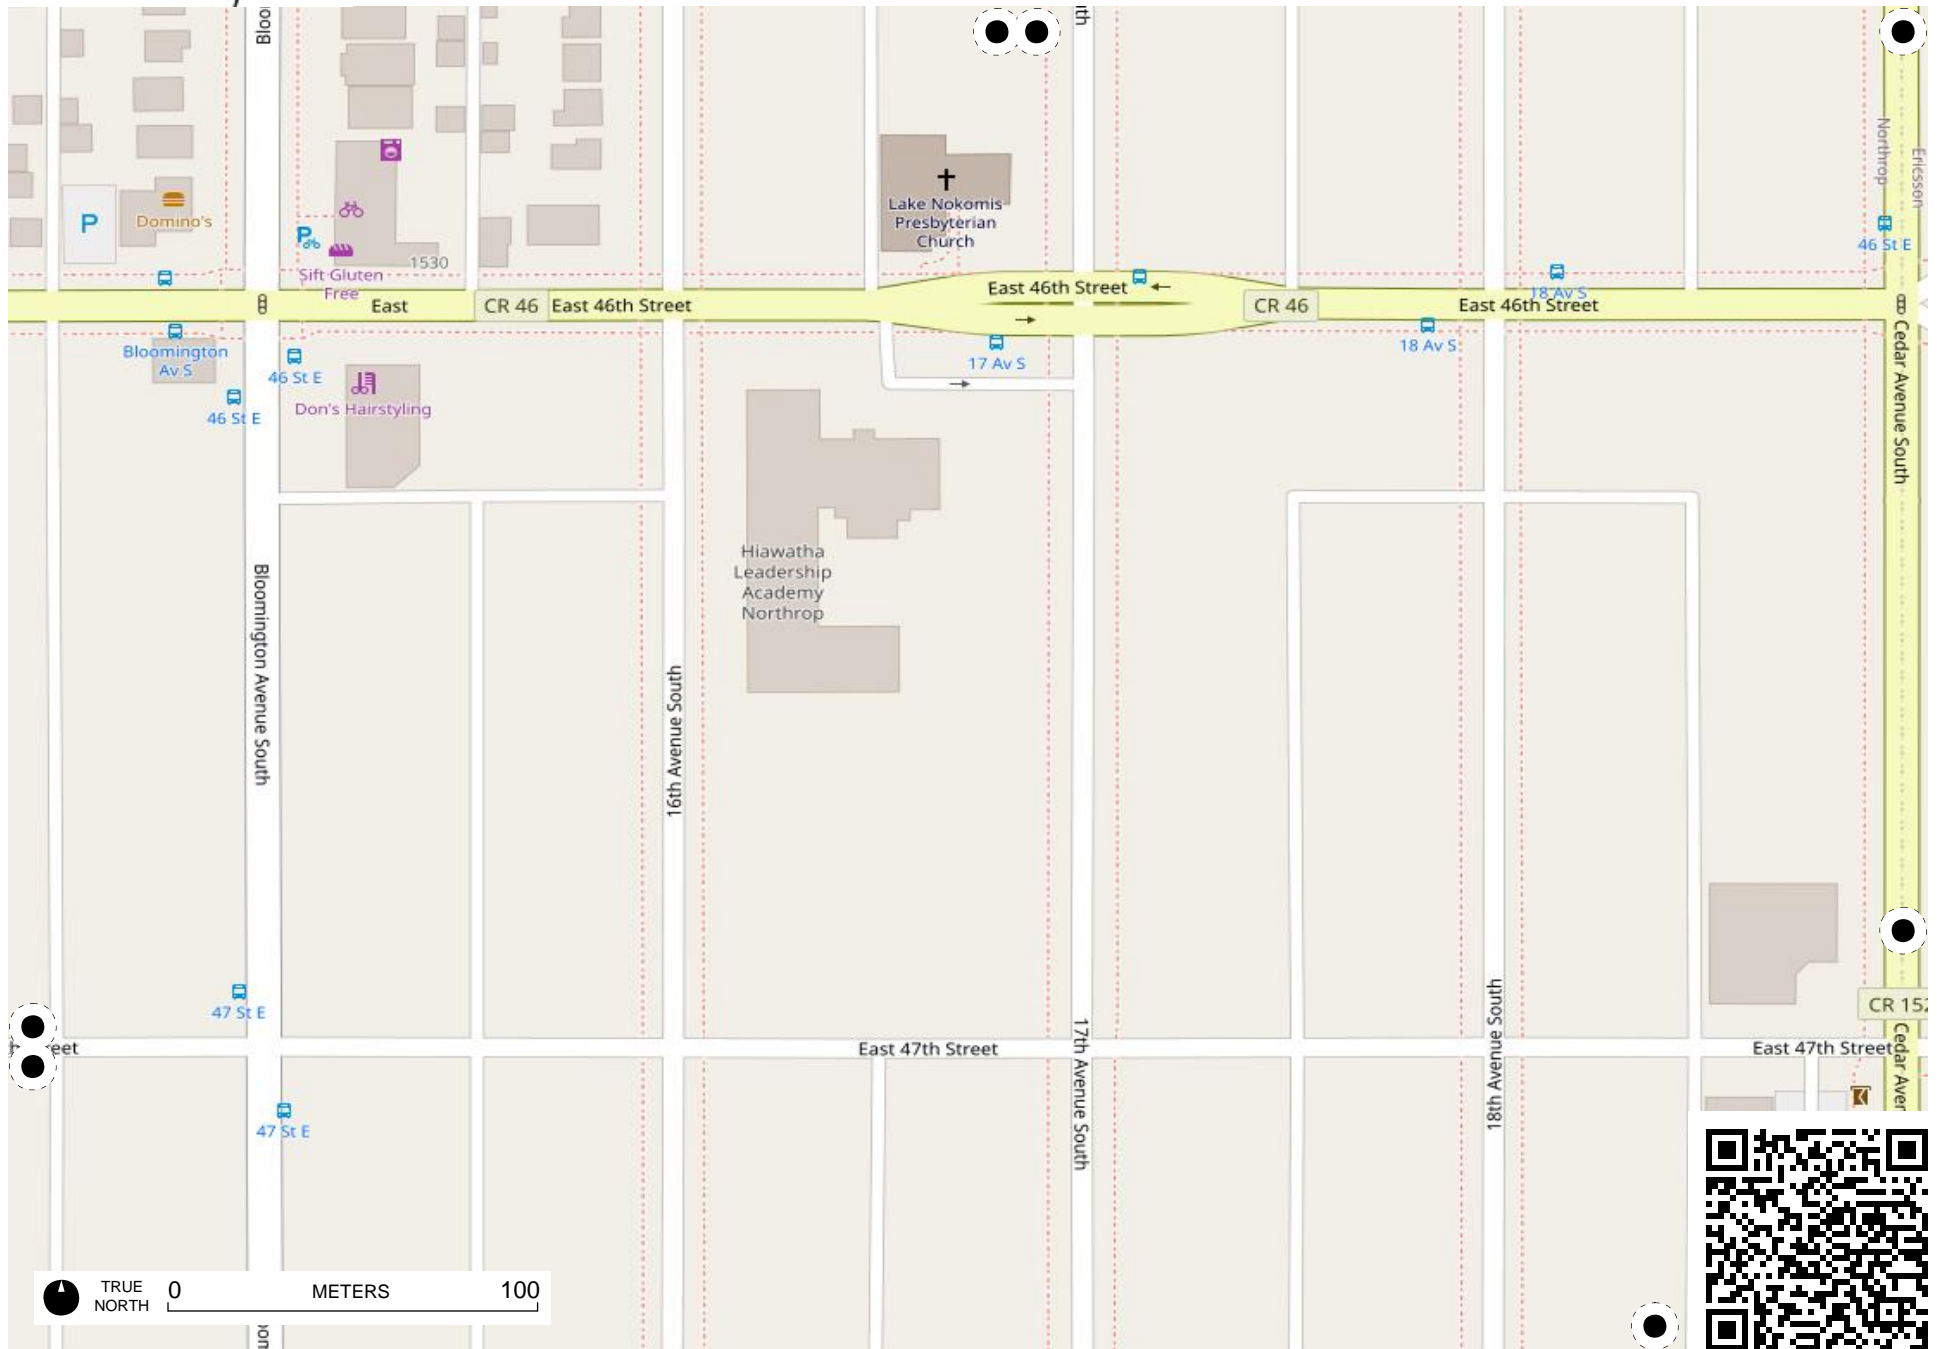 Bloo
uth
Northrop
Ericsson
P
Domino's
P
Sift Gluten
Free
1530
Lake Nokomis
Presbyterian
Church
46 St E
18 Av S
East
CR 46
East 46th Street
East 46th Street
CR 46
East 46th Street
Bloomington
Av S
46 St E
46 St E
Don's Hairstyling
17 Av S
18 Av S
Cedar Avenue South
Hiawatha
Leadership
Academy
Northrop
Bloomington Avenue South
16th Avenue South
47 St E
East 47th Street
17th Avenue South
18th Avenue South
CR 152
East 47th Street
Cedar Aven
47 St E
TRUE
NORTH
0
METERS
100